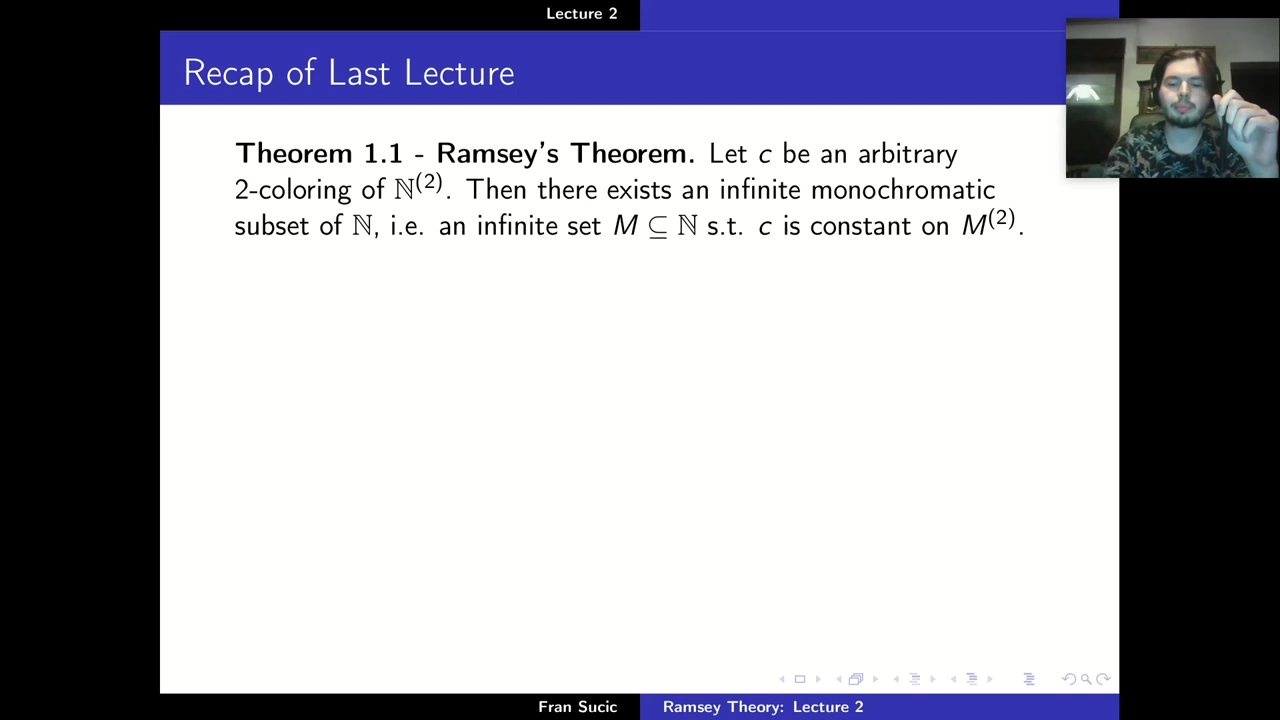 Lecture 2
Recap of Last Lecture
Theorem 1.1 - Ramsey's Theorem. Let c be an arbitrary
2-coloring of ℕ⁽²⁾. Then there exists an infinite monochromatic
subset of ℕ, i.e. an infinite set M ⊆ ℕ s.t. c is constant on M⁽²⁾.
Fran Sucic
Ramsey Theory: Lecture 2